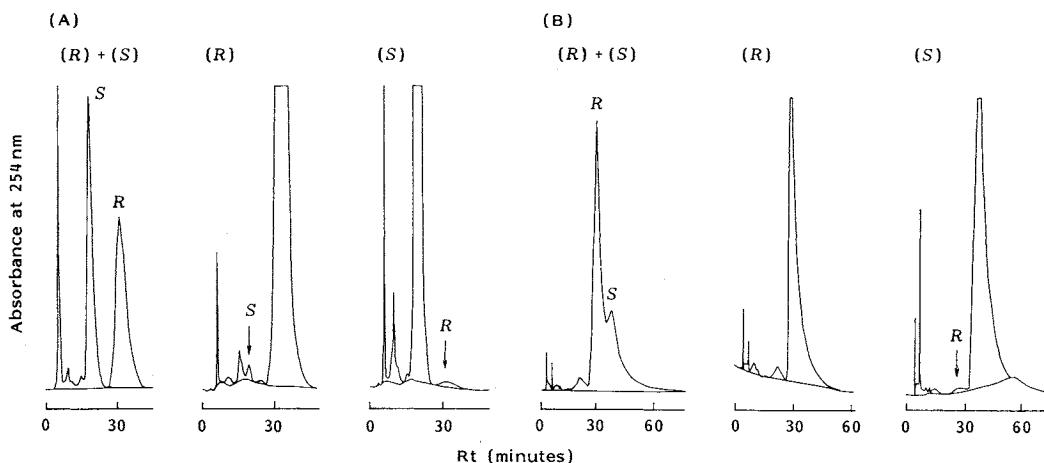 (A) (B)
(R) + (S) (R) (S) (R) + (S) (R) (S)
S R
R S
S R R
Absorbance at 254 nm
0 30 0 30 0 30 0 30 60 0 30 60 0 30 60
Rt (minutes)